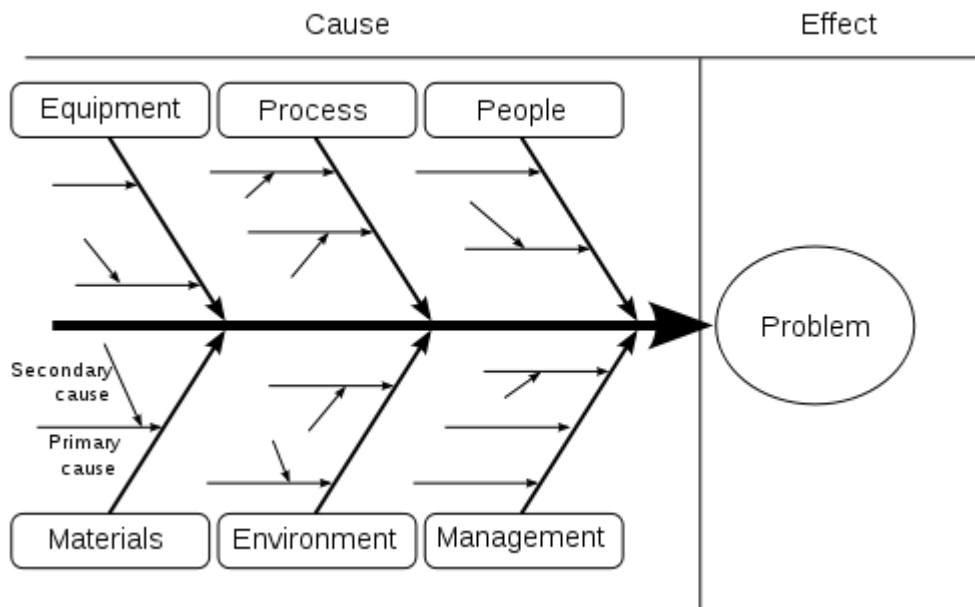 Cause
Effect
Equipment
Process
People
Problem
Secondary
cause
Primary
cause
Materials
Environment
Management